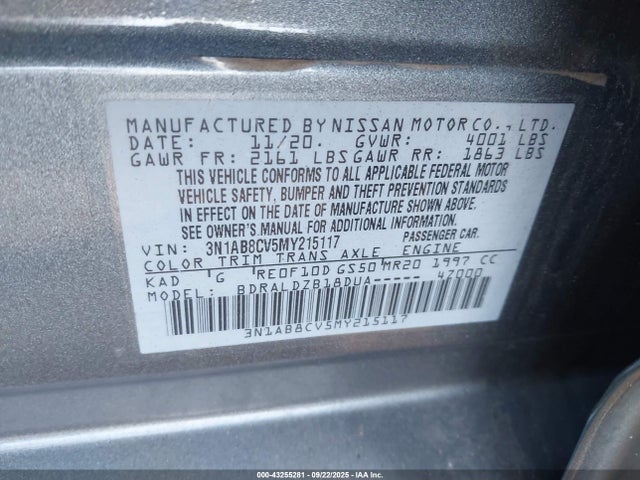 MANUFACTURED BY NISSAN MOTOR CO., LTD.
DATE: 11/20. GVWR: 4001 LBS
GAWR FR: 2161 LBS GAWR RR: 1863 LBS
THIS VEHICLE CONFORMS TO ALL APPLICABLE FEDERAL MOTOR
VEHICLE SAFETY, BUMPER AND THEFT PREVENTION STANDARDS
IN EFFECT ON THE DATE OF MANUFACTURE SHOWN ABOVE.
SEE OWNER'S MANUAL FOR ADDITIONAL INFORMATION.
VIN: 3N1AB8CV5MY215117 PASSENGER CAR.
COLOR TRIM TRANS AXLE ENGINE
KAD G RE0F10D GS50 MR20 1997 CC
MODEL: BDRALDZB18DUA----- 4Z000
3N1AB8CV5MY215117
000-43255281 - 09/22/2025 - IAA Corp.